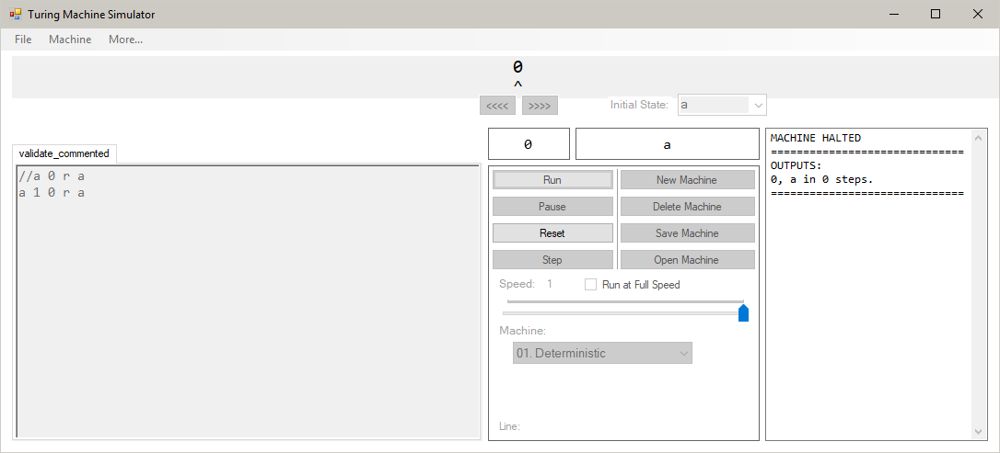 Turing Machine Simulator
File Machine More...
0
^
<<<< >>>> Initial State: a
validate_commented
//a 0 r a
a 1 0 r a
0 a
Run New Machine
Pause Delete Machine
Reset Save Machine
Step Open Machine
Speed: 1 Run at Full Speed
Machine:
01. Deterministic
Line:
MACHINE HALTED
==============================
OUTPUTS:
0, a in 0 steps.
==============================